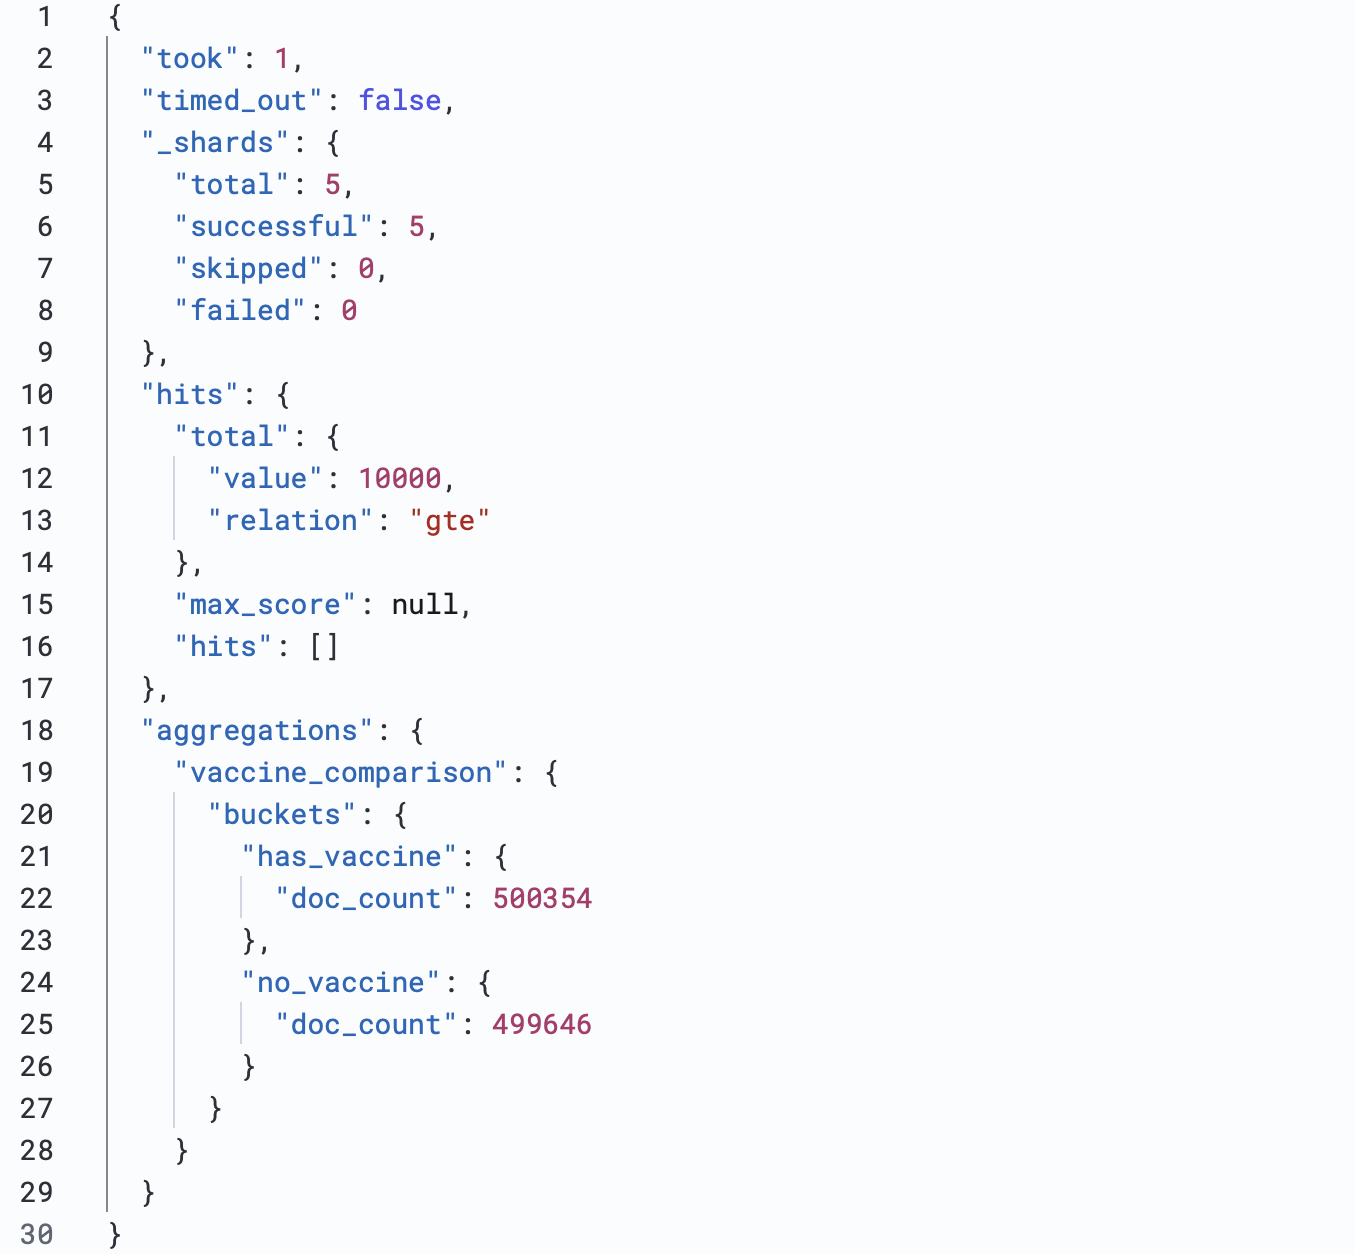 1 {
2 "took": 1,
3 "timed_out": false,
4 "_shards": {
5 "total": 5,
6 "successful": 5,
7 "skipped": 0,
8 "failed": 0
9 },
10 "hits": {
11 "total": {
12 "value": 10000,
13 "relation": "gte"
14 },
15 "max_score": null,
16 "hits": []
17 },
18 "aggregations": {
19 "vaccine_comparison": {
20 "buckets": {
21 "has_vaccine": {
22 "doc_count": 500354
23 },
24 "no_vaccine": {
25 "doc_count": 499646
26 }
27 }
28 }
29 }
30 }